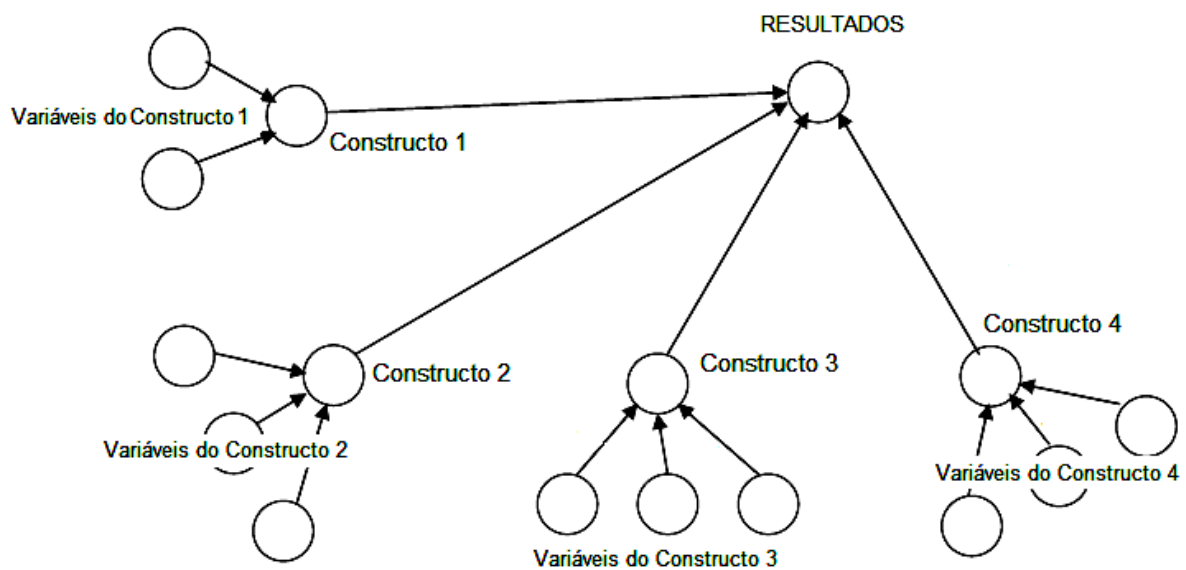 RESULTADOS
Variáveis do Constructo 1
Constructo 1
Constructo 4
Constructo 3
Constructo 2
Variáveis do Constructo 2
Variáveis do Constructo 4
Variáveis do Constructo 3